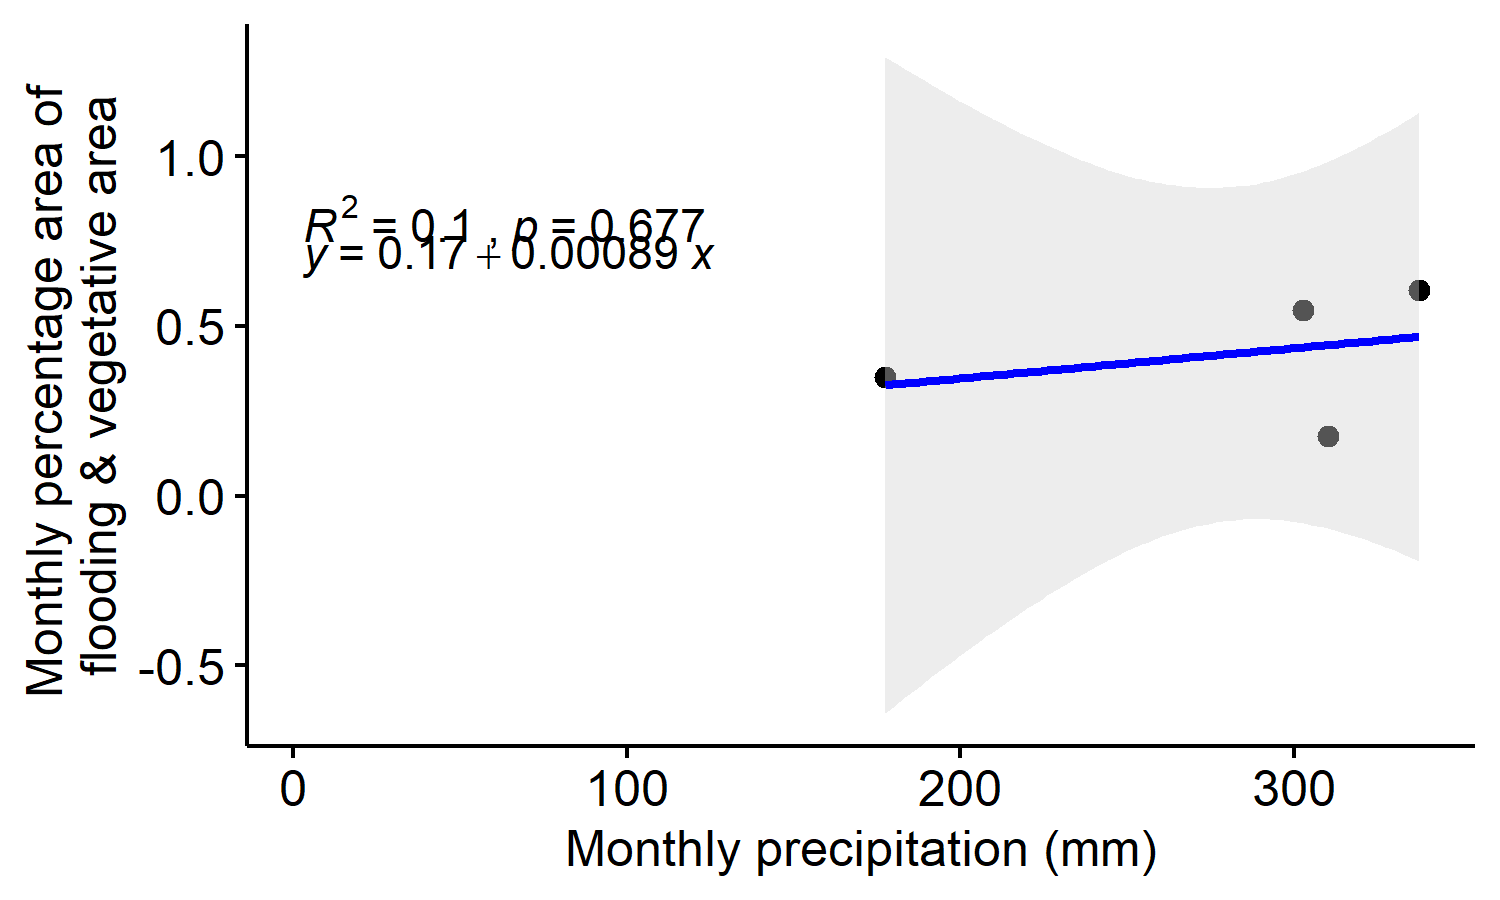 Monthly percentage area of
flooding & vegetative area
1.0
0.5
0.0
-0.5
R² = 0.1 , p = 0.677
y = 0.17 + 0.00089 x
0 100 200 300
Monthly precipitation (mm)